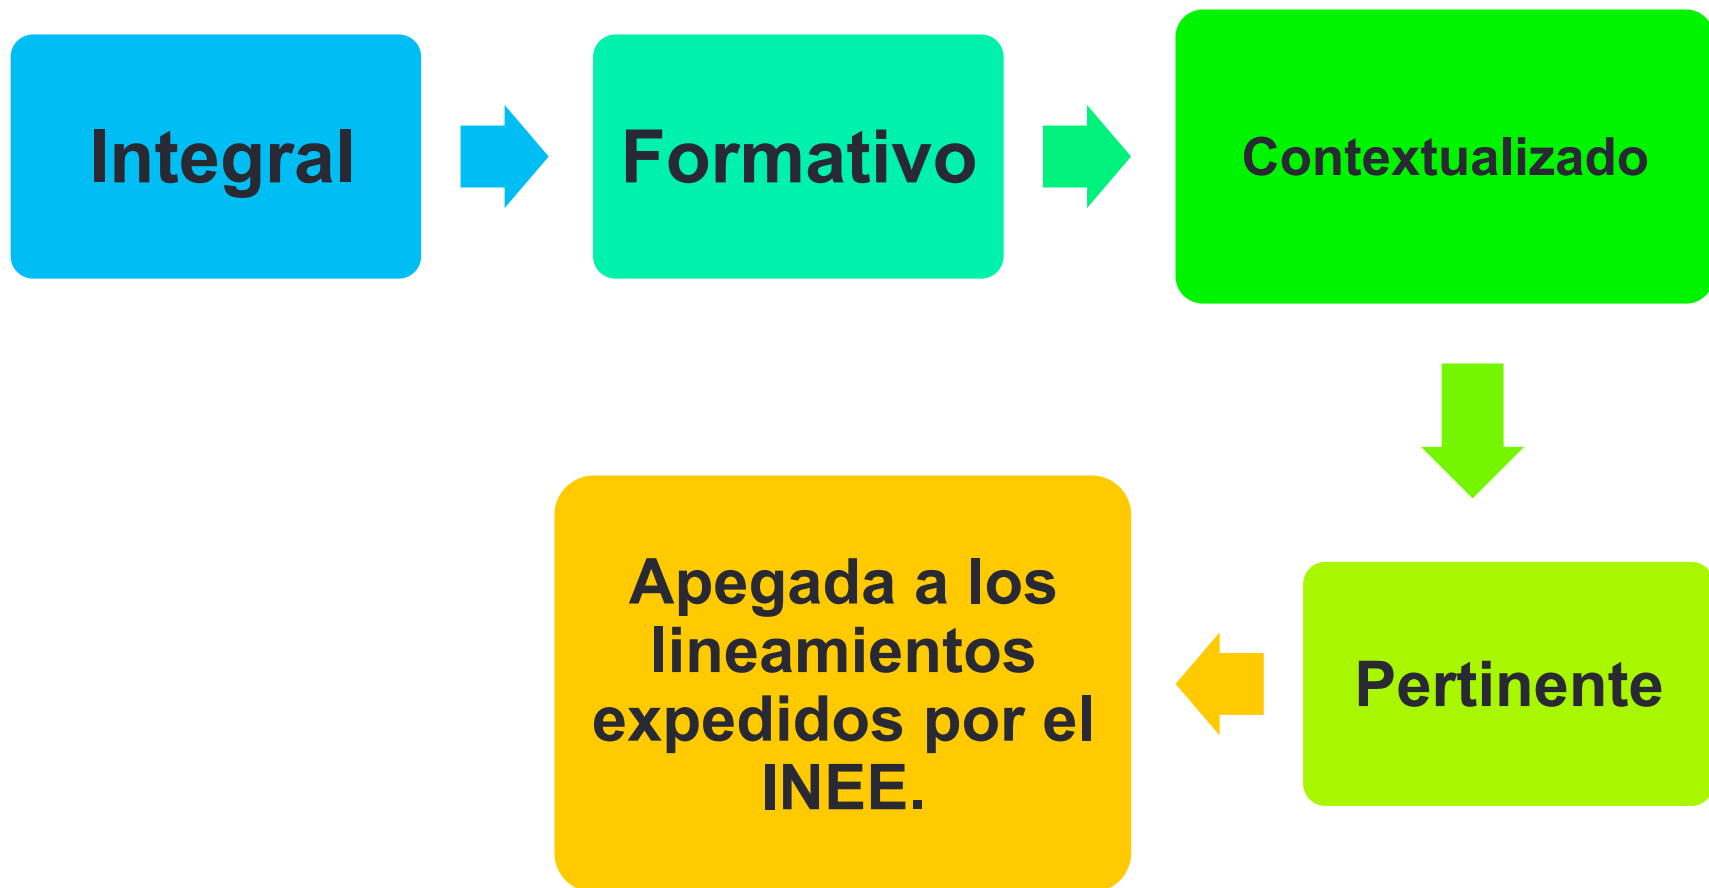 Integral
Formativo
Contextualizado
Pertinente
Apegada a los
lineamientos
expedidos por el
INEE.